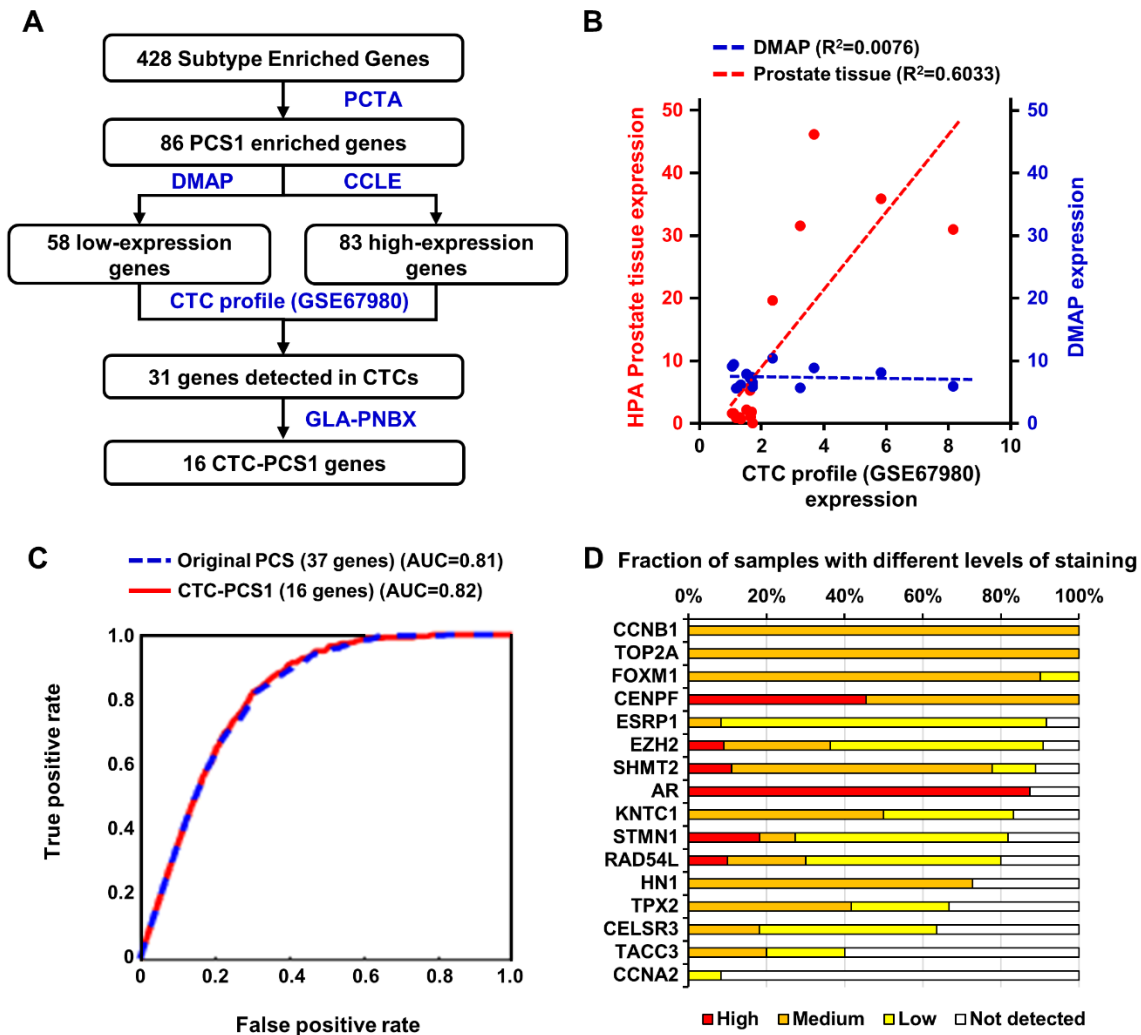 A
428 Subtype Enriched Genes
PCTA
86 PCS1 enriched genes
DMAP
CCLE
58 low-expression
genes
83 high-expression
genes
CTC profile (GSE67980)
31 genes detected in CTCs
GLA-PNBX
16 CTC-PCS1 genes
B
DMAP (R²=0.0076)
Prostate tissue (R²=0.6033)
HPA Prostate tissue expression
50
40
30
20
10
0
50
40
30
20
10
0
DMAP expression
0 2 4 6 8 10
CTC profile (GSE67980)
expression
C
Original PCS (37 genes) (AUC=0.81)
CTC-PCS1 (16 genes) (AUC=0.82)
True positive rate
1.0
0.8
0.6
0.4
0.2
0
0 0.2 0.4 0.6 0.8 1.0
False positive rate
D Fraction of samples with different levels of staining
0% 20% 40% 60% 80% 100%
CCNB1
TOP2A
FOXM1
CENPF
ESRP1
EZH2
SHMT2
AR
KNTC1
STMN1
RAD54L
HN1
TPX2
CELSR3
TACC3
CCNA2
High Medium Low Not detected